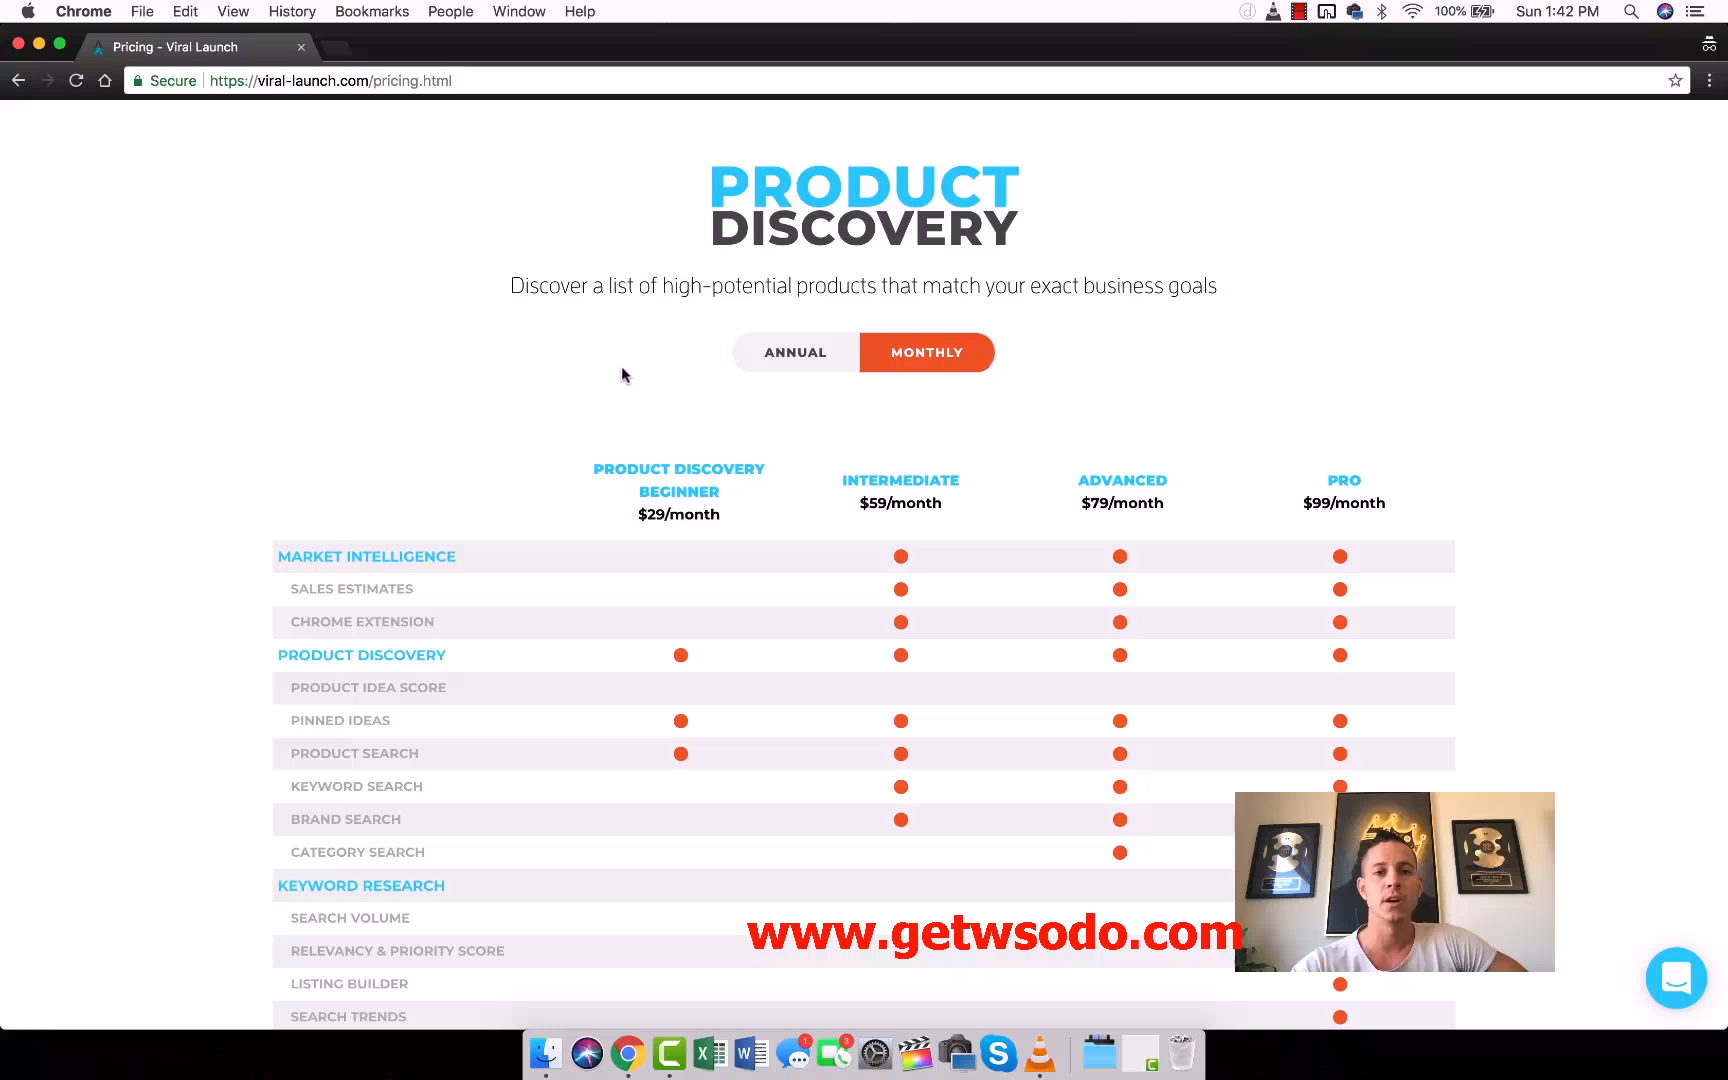 Chrome File Edit View History Bookmarks People Window Help
100% Sun 1:42 PM
Pricing - Viral Launch
Secure https://viral-launch.com/pricing.html
PRODUCT
DISCOVERY
Discover a list of high-potential products that match your exact business goals
ANNUAL MONTHLY
PRODUCT DISCOVERY
BEGINNER
$29/month
INTERMEDIATE
$59/month
ADVANCED
$79/month
PRO
$99/month
MARKET INTELLIGENCE
SALES ESTIMATES
CHROME EXTENSION
PRODUCT DISCOVERY
PRODUCT IDEA SCORE
PINNED IDEAS
PRODUCT SEARCH
KEYWORD SEARCH
BRAND SEARCH
CATEGORY SEARCH
KEYWORD RESEARCH
SEARCH VOLUME
www.getwsodo.com
RELEVANCY & PRIORITY SCORE
LISTING BUILDER
SEARCH TRENDS
1
3